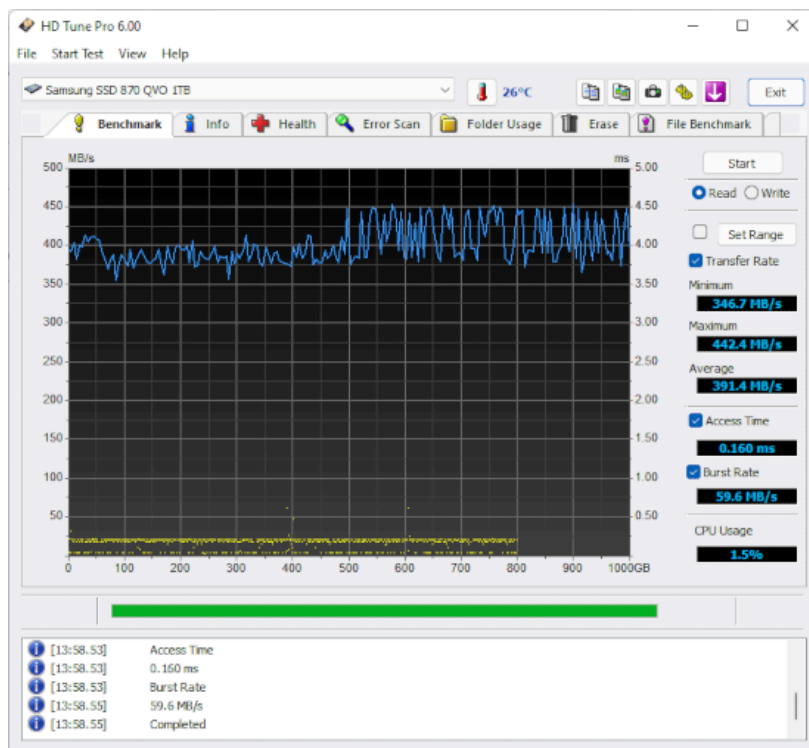 HD Tune Pro 6.00
File Start Test View Help
Samsung SSD 870 QVO 1TB
26°C
Exit
Benchmark Info Health Error Scan Folder Usage Erase File Benchmark
MB/s ms
500 5.00
450 4.50
400 4.00
350 3.50
300 3.00
250 2.50
200 2.00
150 1.50
100 1.00
50 0.50
0 100 200 300 400 500 600 700 800 900 1000GB
Start
Read Write
Set Range
Transfer Rate
Minimum
346.7 MB/s
Maximum
442.4 MB/s
Average
391.4 MB/s
Access Time
0.160 ms
Burst Rate
59.6 MB/s
CPU Usage
1.5%
[13:58.53] Access Time
[13:58.53] 0.160 ms
[13:58.53] Burst Rate
[13:58.55] 59.6 MB/s
[13:58.55] Completed